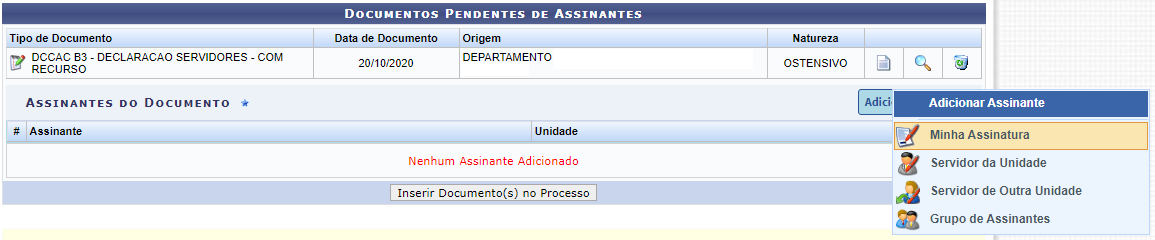 Documentos Pendentes de Assinantes
Tipo de Documento Data de Documento Origem Natureza
DCCAC B3 - DECLARACAO SERVIDORES - COM RECURSO 20/10/2020 DEPARTAMENTO OSTENSIVO
Assinantes do Documento Adici
Adicionar Assinante
# Assinante Unidade
Nenhum Assinante Adicionado
Inserir Documento(s) no Processo
Minha Assinatura
Servidor da Unidade
Servidor de Outra Unidade
Grupo de Assinantes